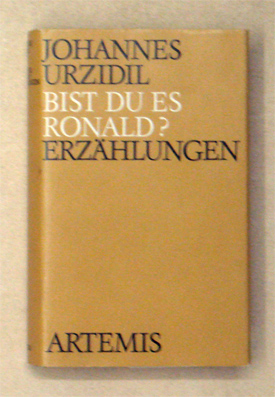 JOHANNES
URZIDIL
BIST DU ES
RONALD?
ERZÄHLUNGEN
ARTEMIS